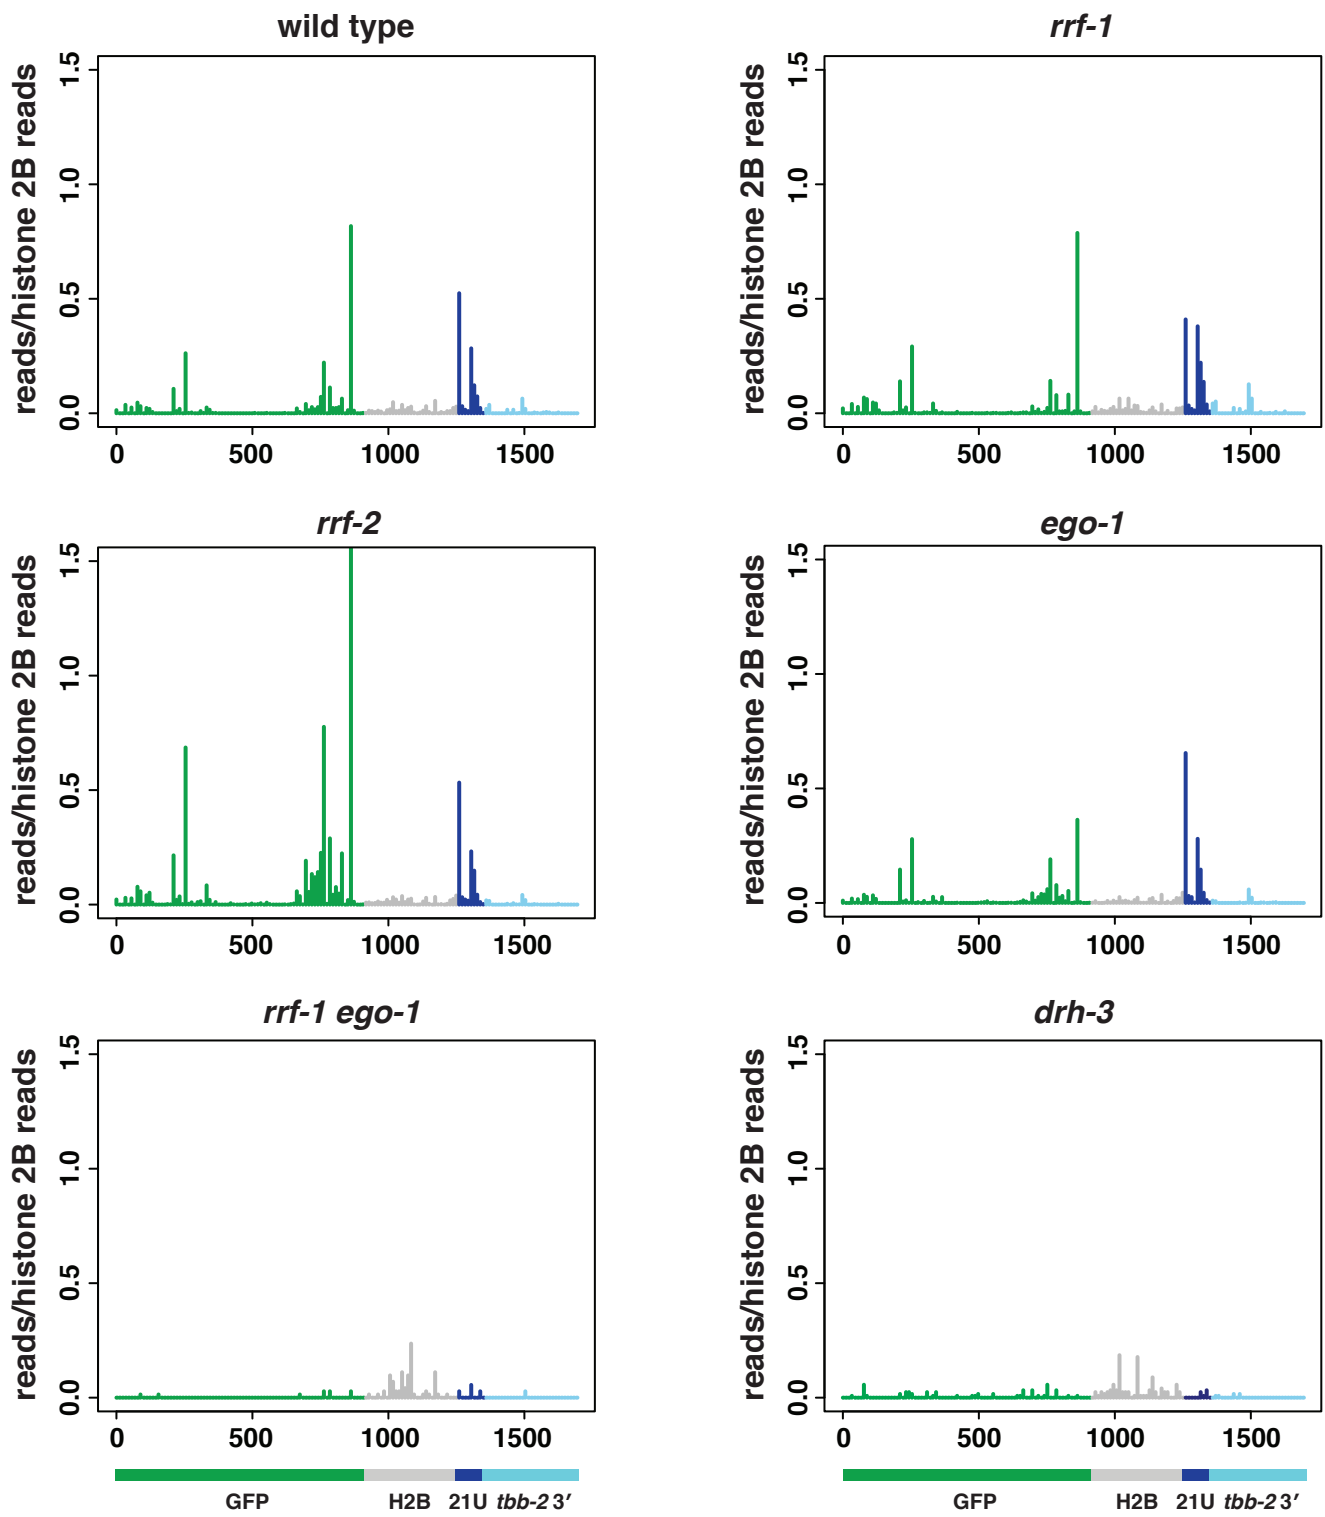 wild type
reads/histone 2B reads
1.5
1.0
0.5
0.0
0 500 1000 1500
rrf-1
reads/histone 2B reads
1.5
1.0
0.5
0.0
0 500 1000 1500
rrf-2
reads/histone 2B reads
1.5
1.0
0.5
0.0
0 500 1000 1500
ego-1
reads/histone 2B reads
1.5
1.0
0.5
0.0
0 500 1000 1500
rrf-1 ego-1
reads/histone 2B reads
1.5
1.0
0.5
0.0
0 500 1000 1500
GFP H2B 21U tbb-2 3′
drh-3
reads/histone 2B reads
1.5
1.0
0.5
0.0
0 500 1000 1500
GFP H2B 21U tbb-2 3′